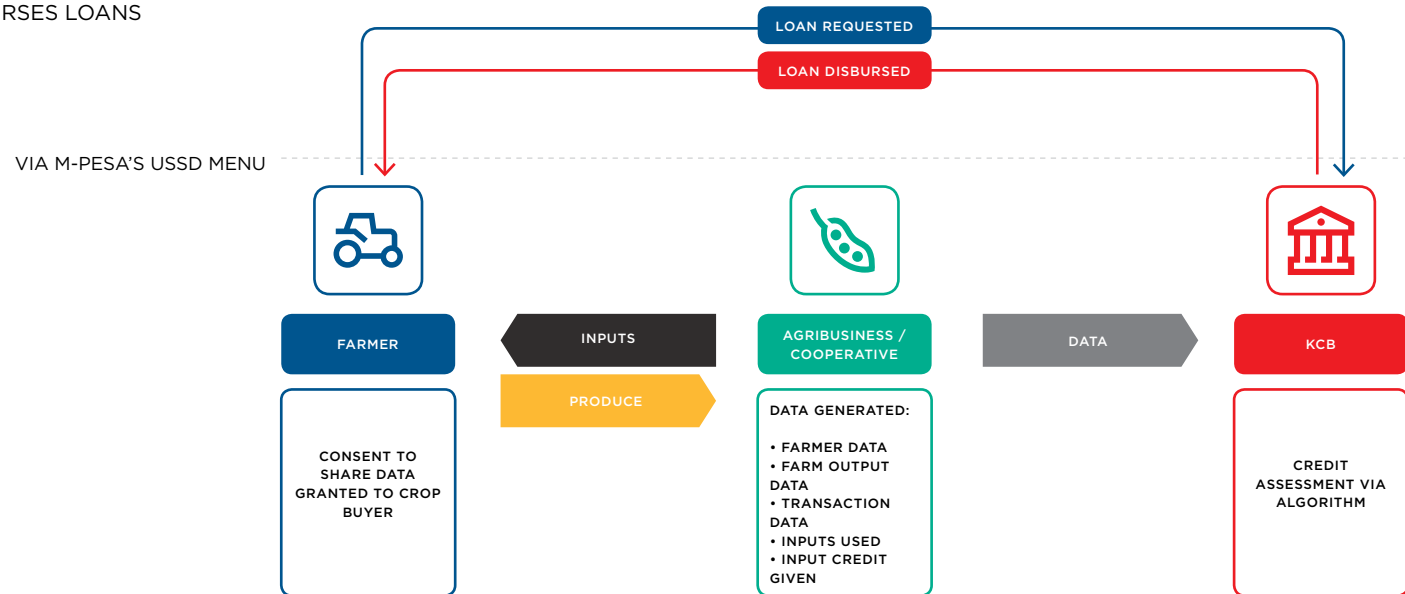 RSES LOANS
LOAN REQUESTED
LOAN DISBURSED
VIA M-PESA’S USSD MENU
FARMER
INPUTS
PRODUCE
AGRIBUSINESS /
COOPERATIVE
DATA
KCB
CONSENT TO
SHARE DATA
GRANTED TO CROP
BUYER
DATA GENERATED:
• FARMER DATA
• FARM OUTPUT
DATA
• TRANSACTION
DATA
• INPUTS USED
• INPUT CREDIT
GIVEN
CREDIT
ASSESSMENT VIA
ALGORITHM